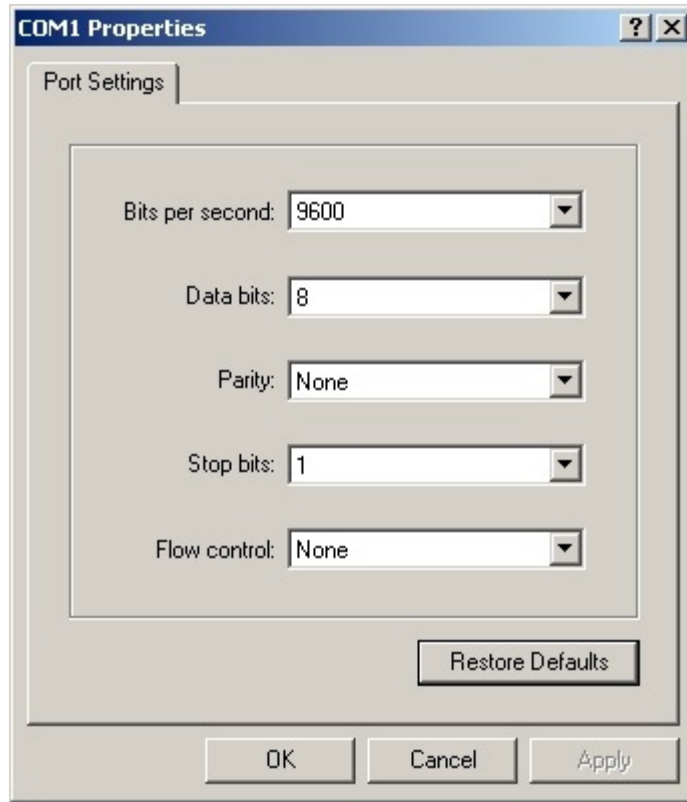 COM1 Properties
Port Settings
Bits per second: 9600
Data bits: 8
Parity: None
Stop bits: 1
Flow control: None
Restore Defaults
OK Cancel Apply